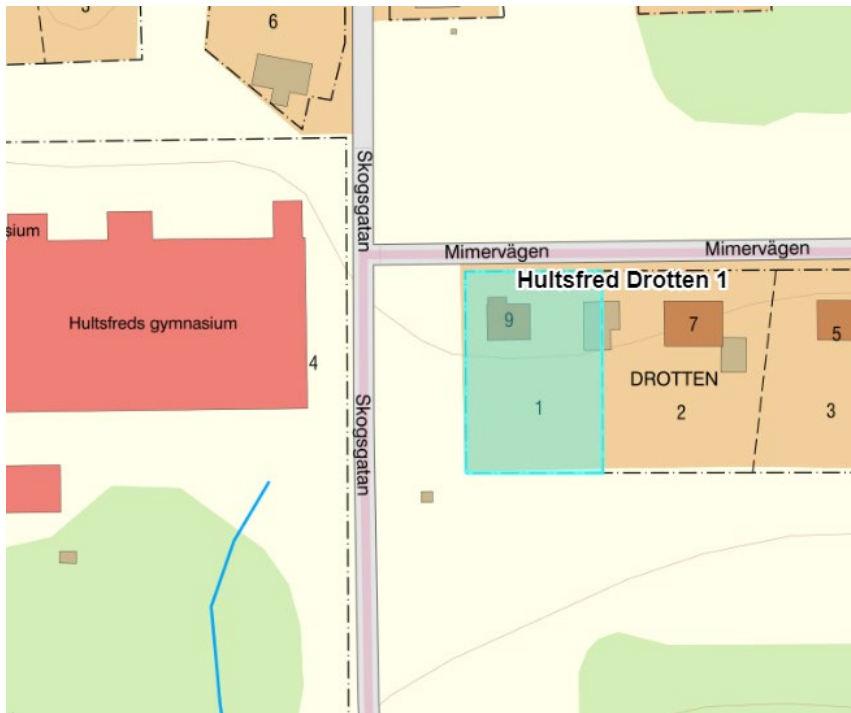 6
Skogsgatan
Mimervägen
Mimervägen
Hultsfred Drotten 1
sium
9
7
5
Hultsfreds gymnasium
4
DROTTEN
1
2
3
Skogsgatan